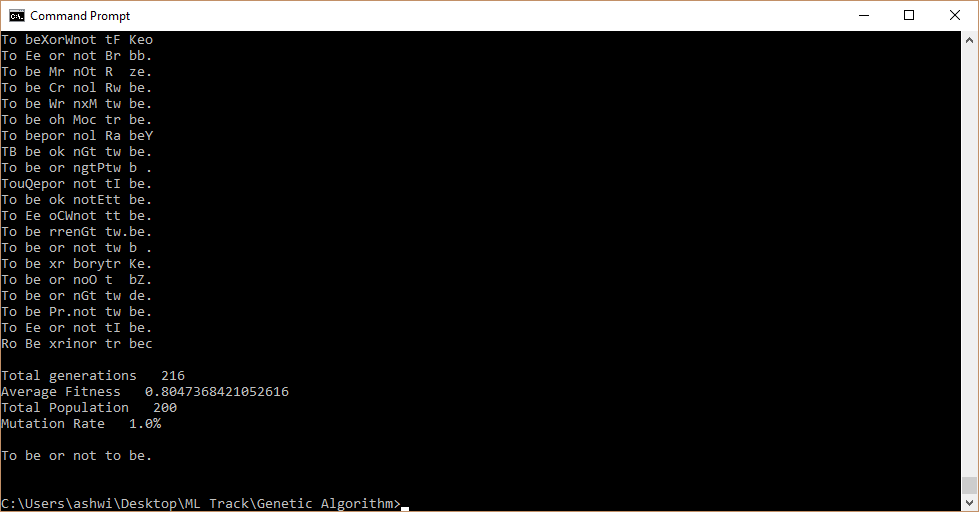 Command Prompt
To beXorWnot tF Keo
To Ee or not Br bb.
To be Mr nOt R  ze.
To be Cr nol Rw be.
To be Wr nxM tw be.
To be oh Moc tr be.
To bepor nol Ra beY
TB be ok nGt tw be.
To be or ngtPtw b .
TouQepor not tI be.
To be ok notEtt be.
To Ee oCWnot tt be.
To be rrenGt tw.be.
To be or not tw b .
To be xr borytr Ke.
To be or noO t  bZ.
To be or nGt tw de.
To be Pr.not tw be.
To Ee or not tI be.
Ro Be xrinor tr bec
Total generations   216
Average Fitness   0.8047368421052616
Total Population   200
Mutation Rate   1.0%
To be or not to be.
C:\Users\ashwi\Desktop\ML Track\Genetic Algorithm>